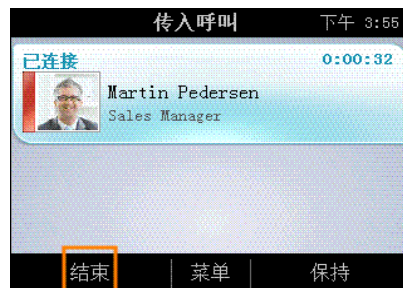 传入呼叫 下午 3:55
已连接 0:00:32
Martin Pedersen
Sales Manager
结束 菜单 保持